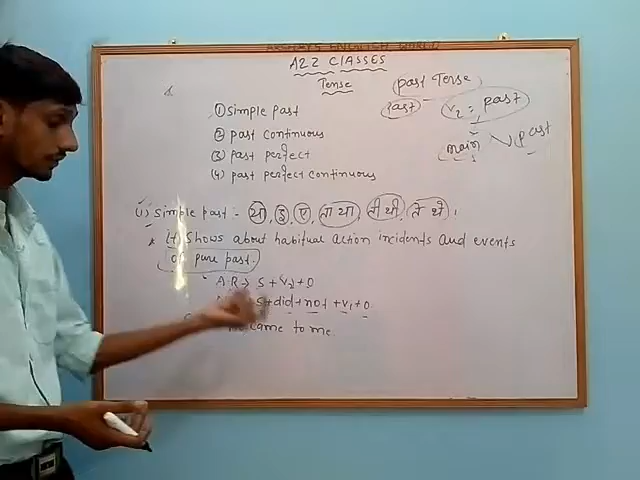 A2Z CLASSES
Tense
past Tense
Past
V2 = past
main V past
① Simple past
② past continuous
③ past perfect
(4) past perfect continuous
(i) Simple past :- या, इ, ए, ता था, ती थी, ते थे।
* It shows about habitual action incidents and events
of pure past.
A.R→ S+V2+O
S+did+not+V1+O.
came to me.